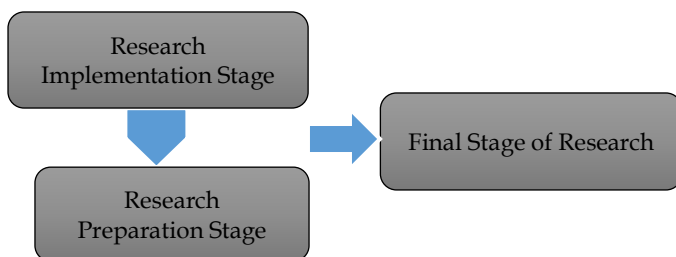 Research
Implementation Stage
Final Stage of Research
Research
Preparation Stage